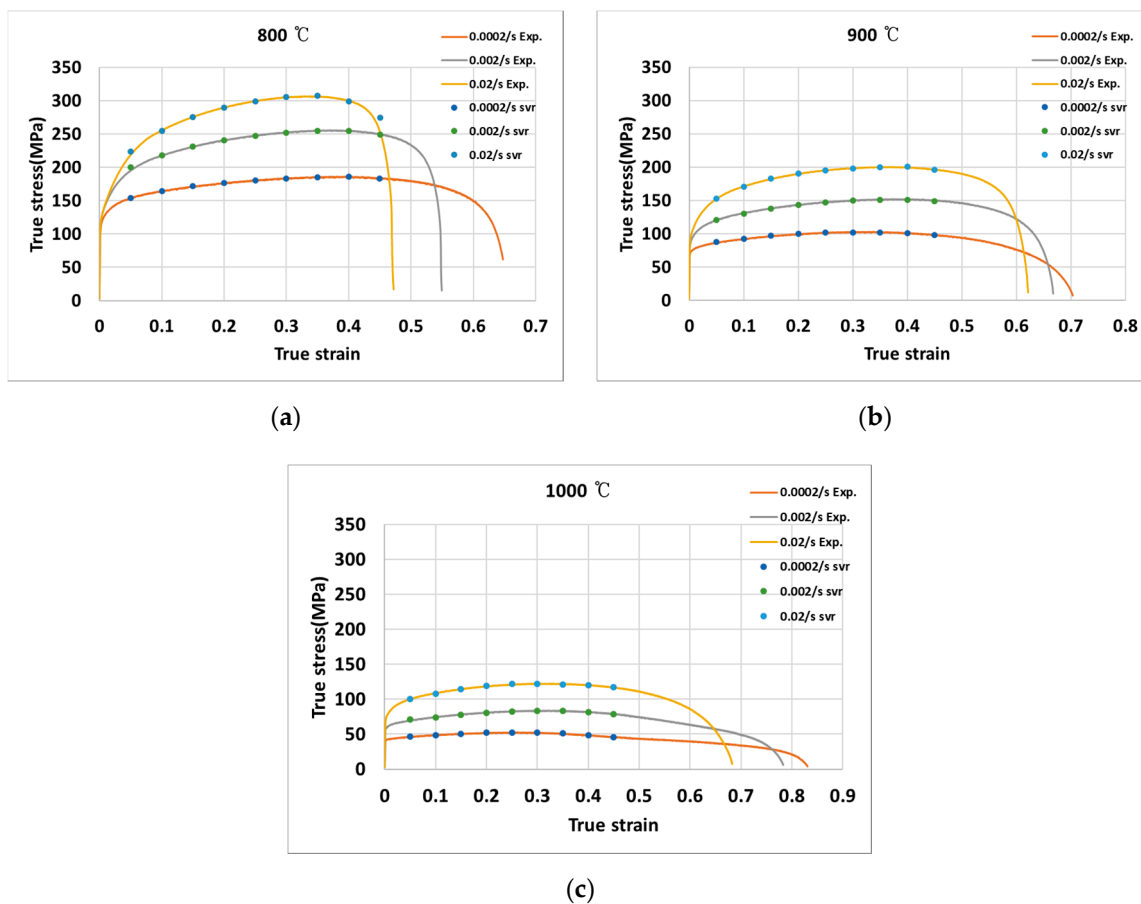 800 ℃
0.0002/s Exp.
0.002/s Exp.
0.02/s Exp.
0.0002/s svr
0.002/s svr
0.02/s svr
350
300
250
200
150
100
50
0
True stress(MPa)
0 0.1 0.2 0.3 0.4 0.5 0.6 0.7
True strain
(a)
900 ℃
0.0002/s Exp.
0.002/s Exp.
0.02/s Exp.
0.0002/s svr
0.002/s svr
0.02/s svr
350
300
250
200
150
100
50
0
True stress(MPa)
0 0.1 0.2 0.3 0.4 0.5 0.6 0.7 0.8
True strain
(b)
1000 ℃
0.0002/s Exp.
0.002/s Exp.
0.02/s Exp.
0.0002/s svr
0.002/s svr
0.02/s svr
350
300
250
200
150
100
50
0
True stress(MPa)
0 0.1 0.2 0.3 0.4 0.5 0.6 0.7 0.8 0.9
True strain
(c)